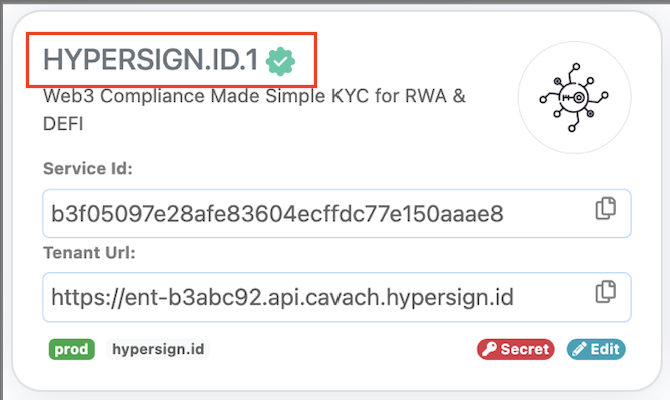 HYPERSIGN.ID.1
Web3 Compliance Made Simple KYC for RWA &
DEFI
Service Id:
b3f05097e28afe83604ecffdc77e150aaae8
Tenant Url:
https://ent-b3abc92.api.cavach.hypersign.id
prod hypersign.id Secret Edit